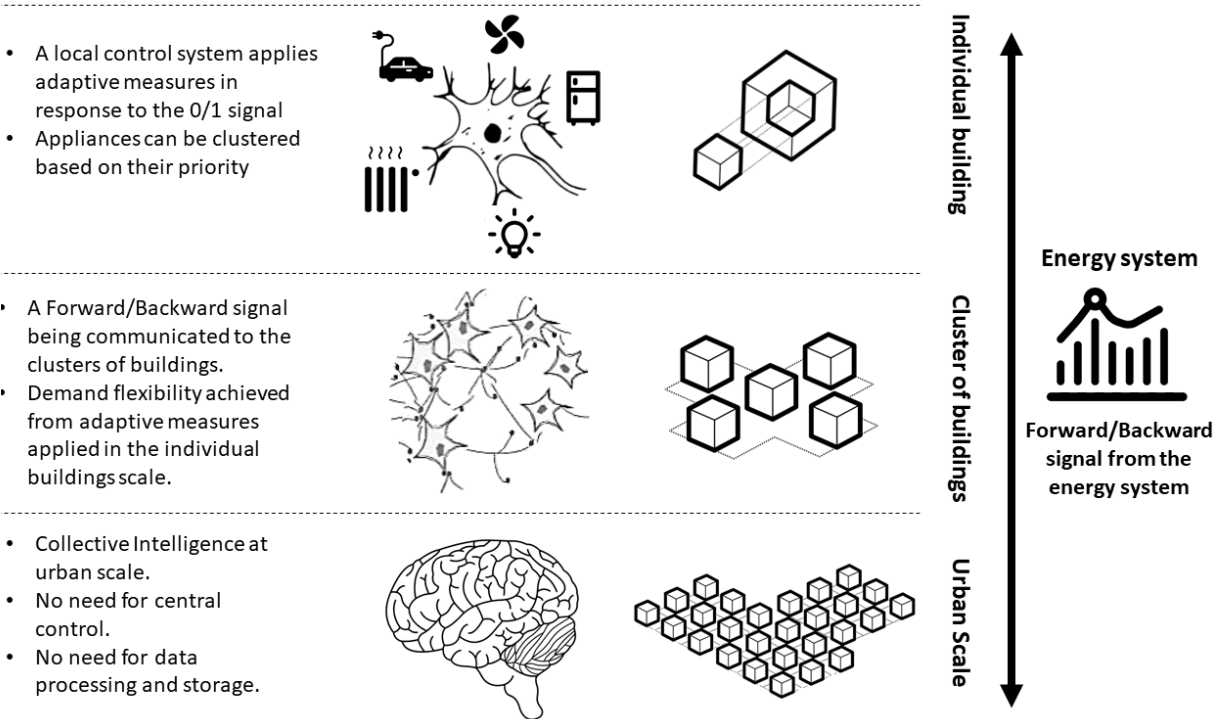 • A local control system applies
adaptive measures in
response to the 0/1 signal
• Appliances can be clustered
based on their priority
Individual building
• A Forward/Backward signal
being communicated to the
clusters of buildings.
• Demand flexibility achieved
from adaptive measures
applied in the individual
buildings scale.
Cluster of buildings
• Collective Intelligence at
urban scale.
• No need for central
control.
• No need for data
processing and storage.
Urban Scale
Energy system
Forward/Backward
signal from the
energy system